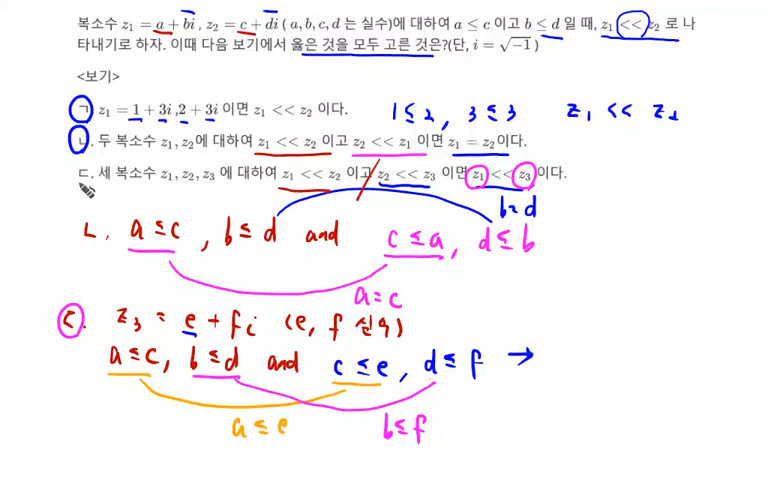 복소수 z₁ = a + bi, z₂ = c + di ( a, b, c, d 는 실수)에 대하여 a ≤ c 이고 b ≤ d 일 때, z₁ << z₂ 로 나
타내기로 하자. 이때 다음 보기에서 옳은 것을 모두 고른 것은?(단, i = √−1 )
<보기>
ㄱ. z₁ = 1 + 3i, 2 + 3i 이면 z₁ << z₂ 이다. 1 ≤ 2, 3 ≤ 3 z₁ << z₂
ㄴ. 두 복소수 z₁, z₂에 대하여 z₁ << z₂ 이고 z₂ << z₁ 이면 z₁ = z₂이다.
ㄷ. 세 복소수 z₁, z₂, z₃ 에 대하여 z₁ << z₂ 이고 z₂ << z₃ 이면 z₁ << z₃ 이다.
b = d
ㄴ. a ≤ c, b ≤ d and c ≤ a, d ≤ b
a = c
ㄷ. z₃ = e + fi (e, f 실수)
a ≤ c, b ≤ d and c ≤ e, d ≤ f →
a ≤ e b ≤ f